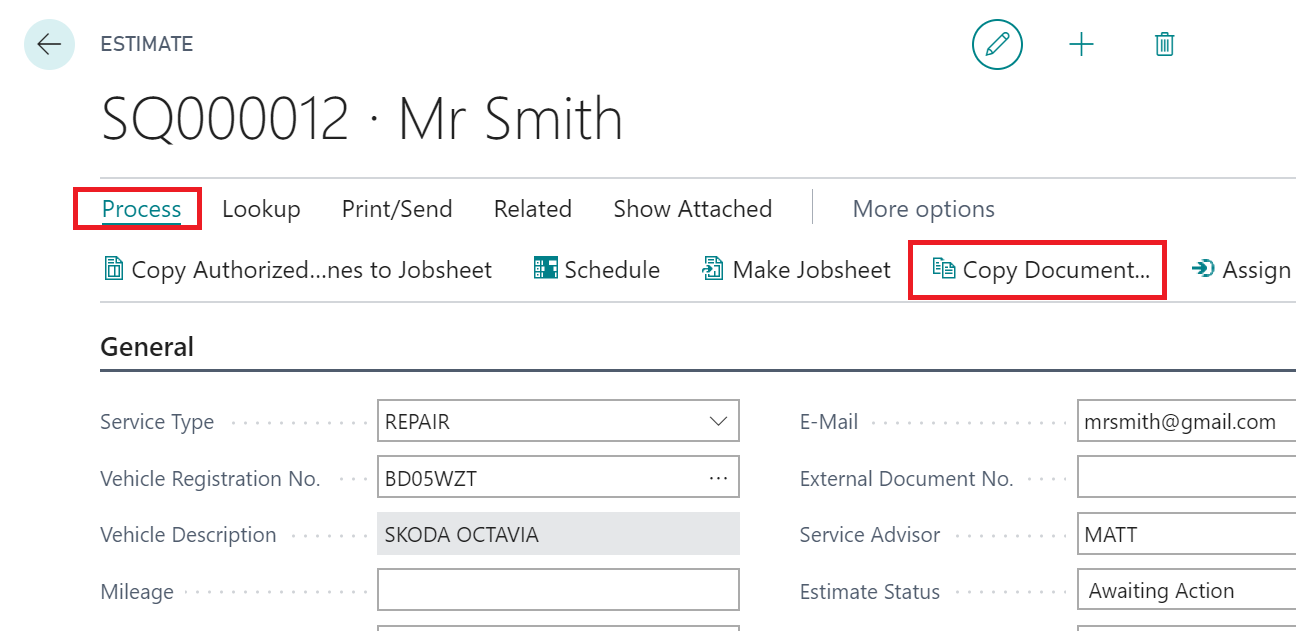 ESTIMATE
SQ000012 · Mr Smith
Process Lookup Print/Send Related Show Attached More options
Copy Authorized...nes to Jobsheet Schedule Make Jobsheet Copy Document... Assign
General
Service Type REPAIR E-Mail mrsmith@gmail.com
Vehicle Registration No. BD05WZT External Document No.
Vehicle Description SKODA OCTAVIA Service Advisor MATT
Mileage Estimate Status Awaiting Action